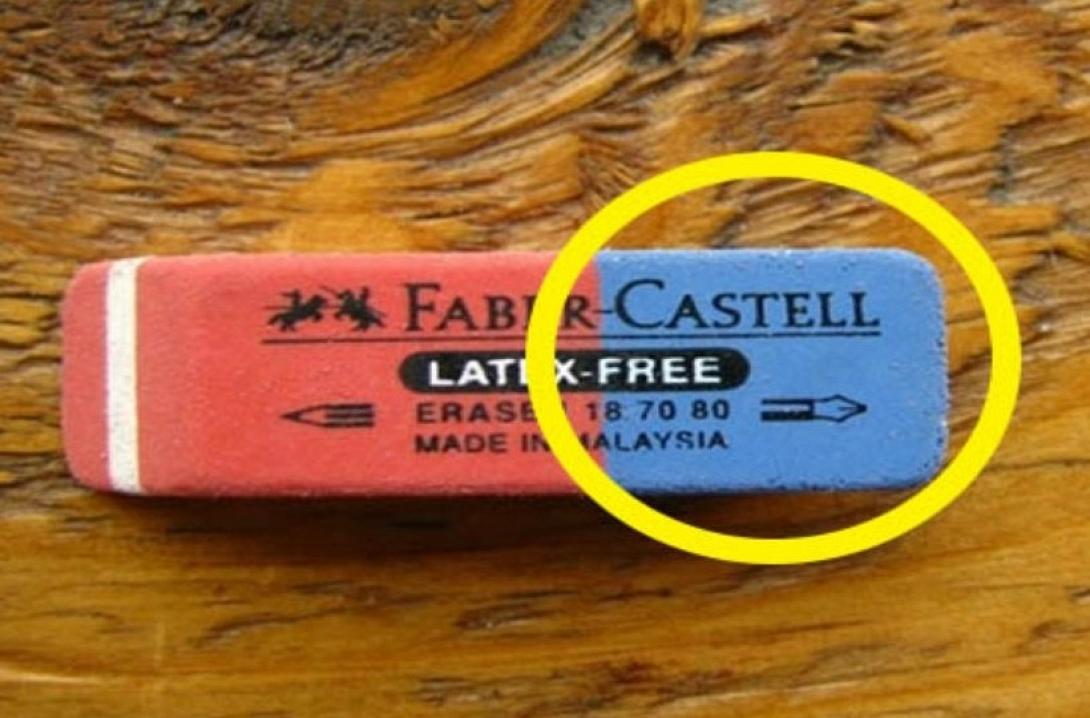 FABER-CASTELL
LATEX-FREE
ERASER 18 70 80
MADE IN MALAYSIA